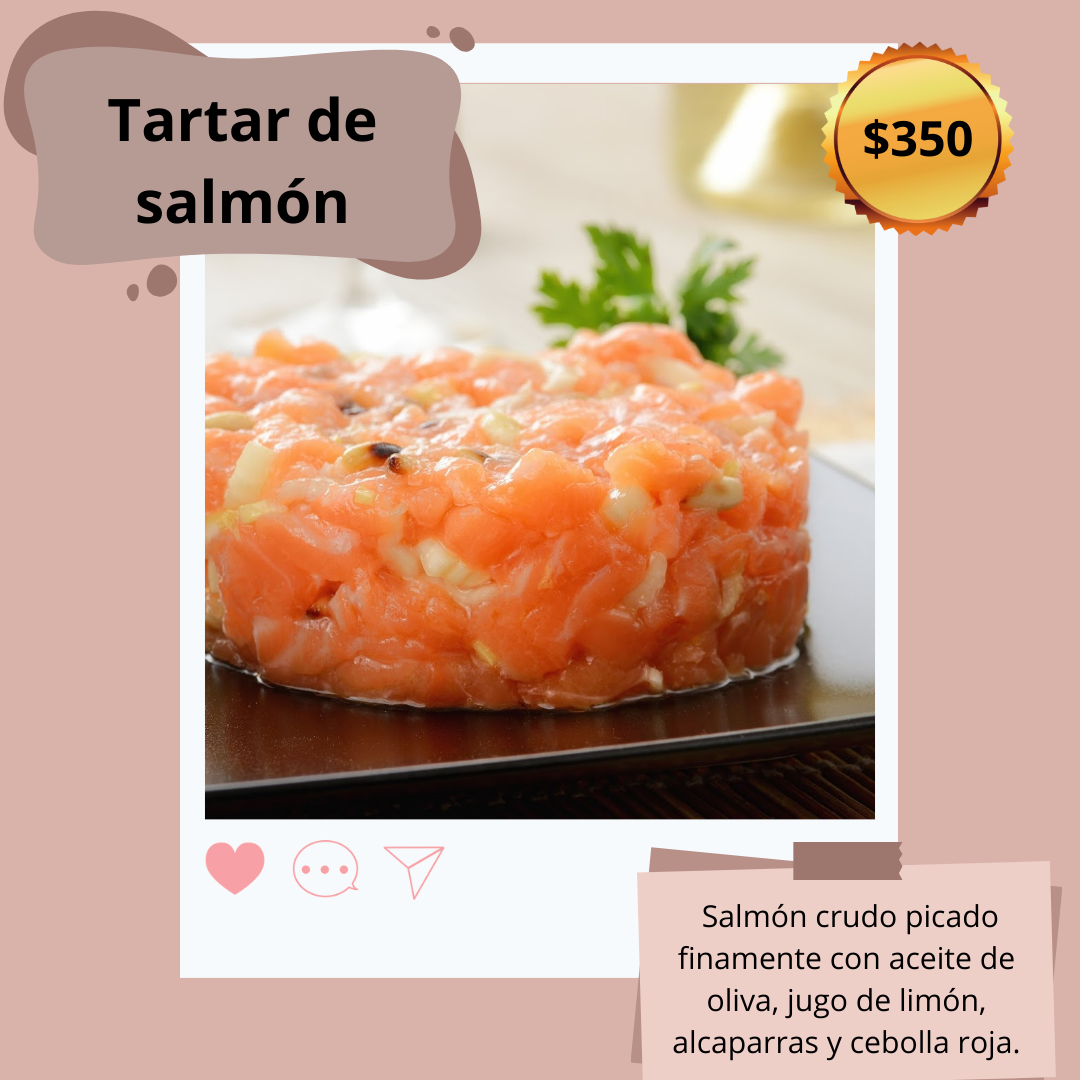 Tartar de
salmón
$350
Salmón crudo picado
finamente con aceite de
oliva, jugo de limón,
alcaparras y cebolla roja.